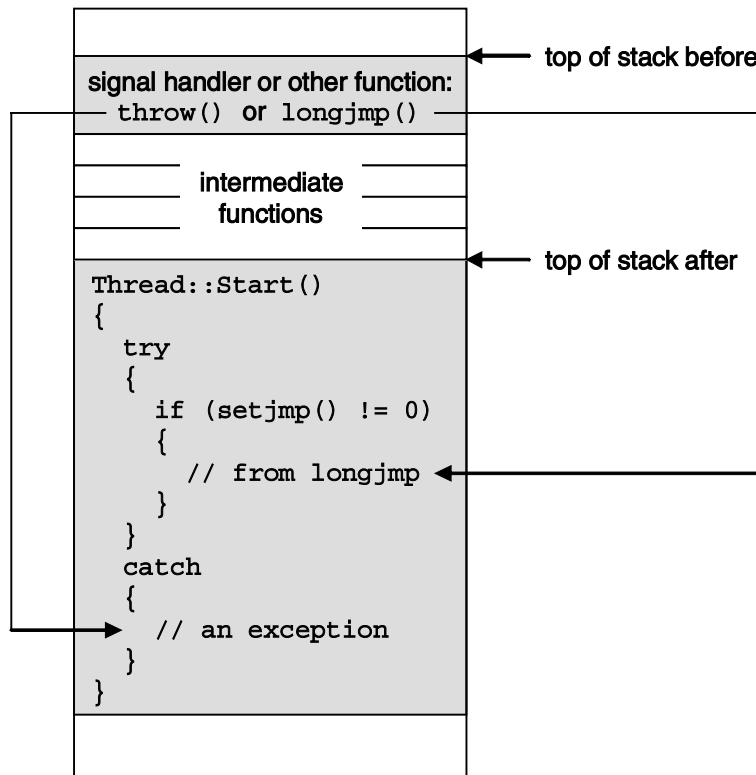 top of stack before
signal handler or other function:
throw() or longjmp()
intermediate
functions
top of stack after
Thread::Start()
{
try
{
if (setjmp() != 0)
{
// from longjmp
}
}
catch
{
// an exception
}
}